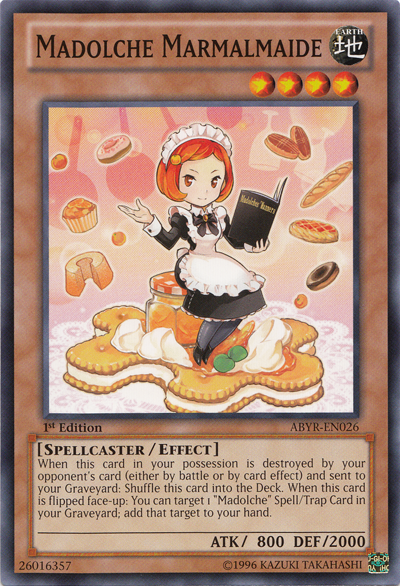 MADOLCHE MARMALMAIDE
EARTH
地
Madolche Manners
1st Edition
ABYR-EN026
[SPELLCASTER / EFFECT]
When this card in your possession is destroyed by your
opponent's card (either by battle or by card effect) and sent to
your Graveyard: Shuffle this card into the Deck. When this card
is flipped face-up: You can target 1 "Madolche" Spell/Trap Card in
your Graveyard; add that target to your hand.
ATK/ 800 DEF/2000
26016357
©1996 KAZUKI TAKAHASHI